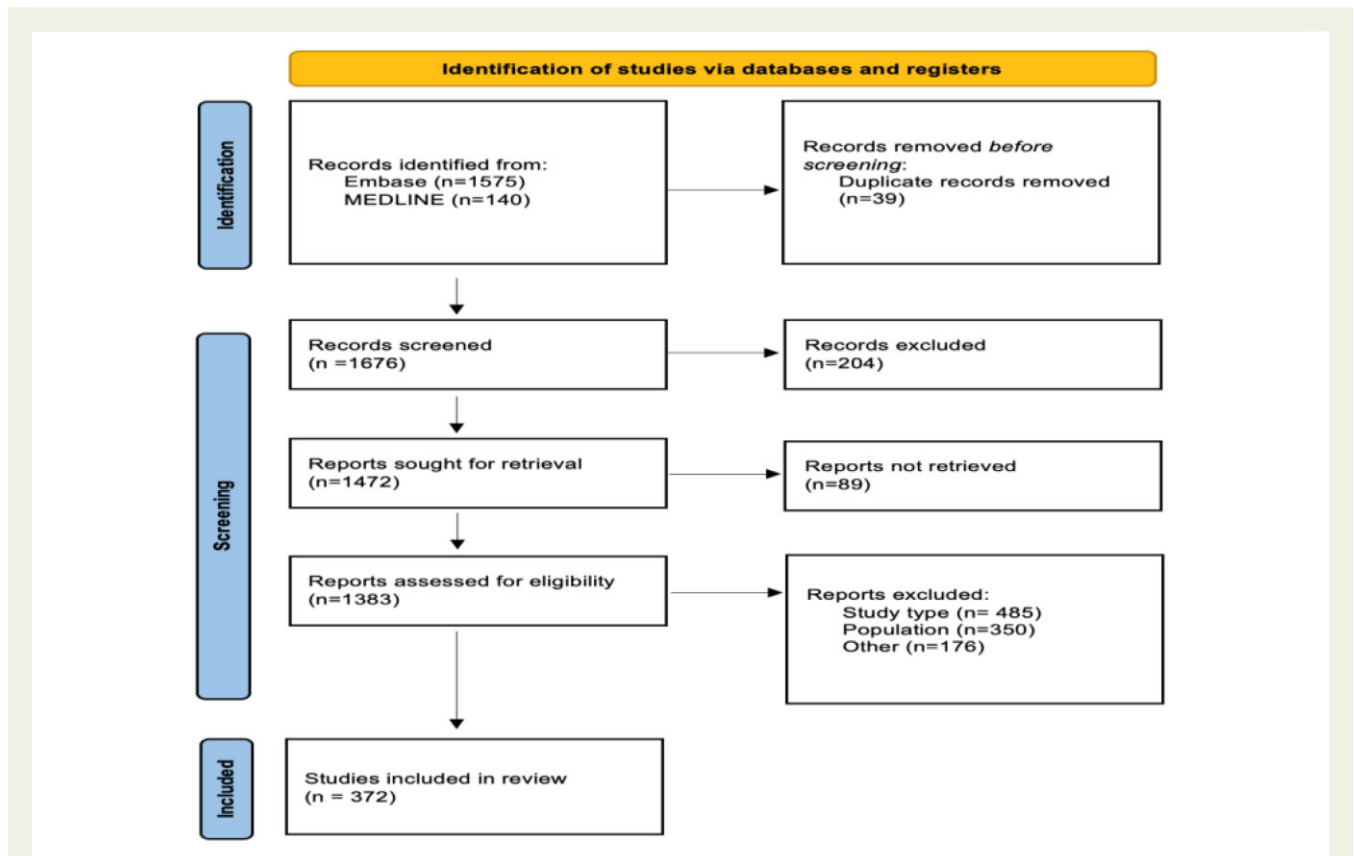 Identification of studies via databases and registers
Identification
Records identified from:
Embase (n=1575)
MEDLINE (n=140)
Records removed before
screening:
Duplicate records removed
(n=39)
Screening
Records screened
(n =1676)
Records excluded
(n=204)
Reports sought for retrieval
(n=1472)
Reports not retrieved
(n=89)
Reports assessed for eligibility
(n=1383)
Reports excluded:
Study type (n= 485)
Population (n=350)
Other (n=176)
Included
Studies included in review
(n = 372)